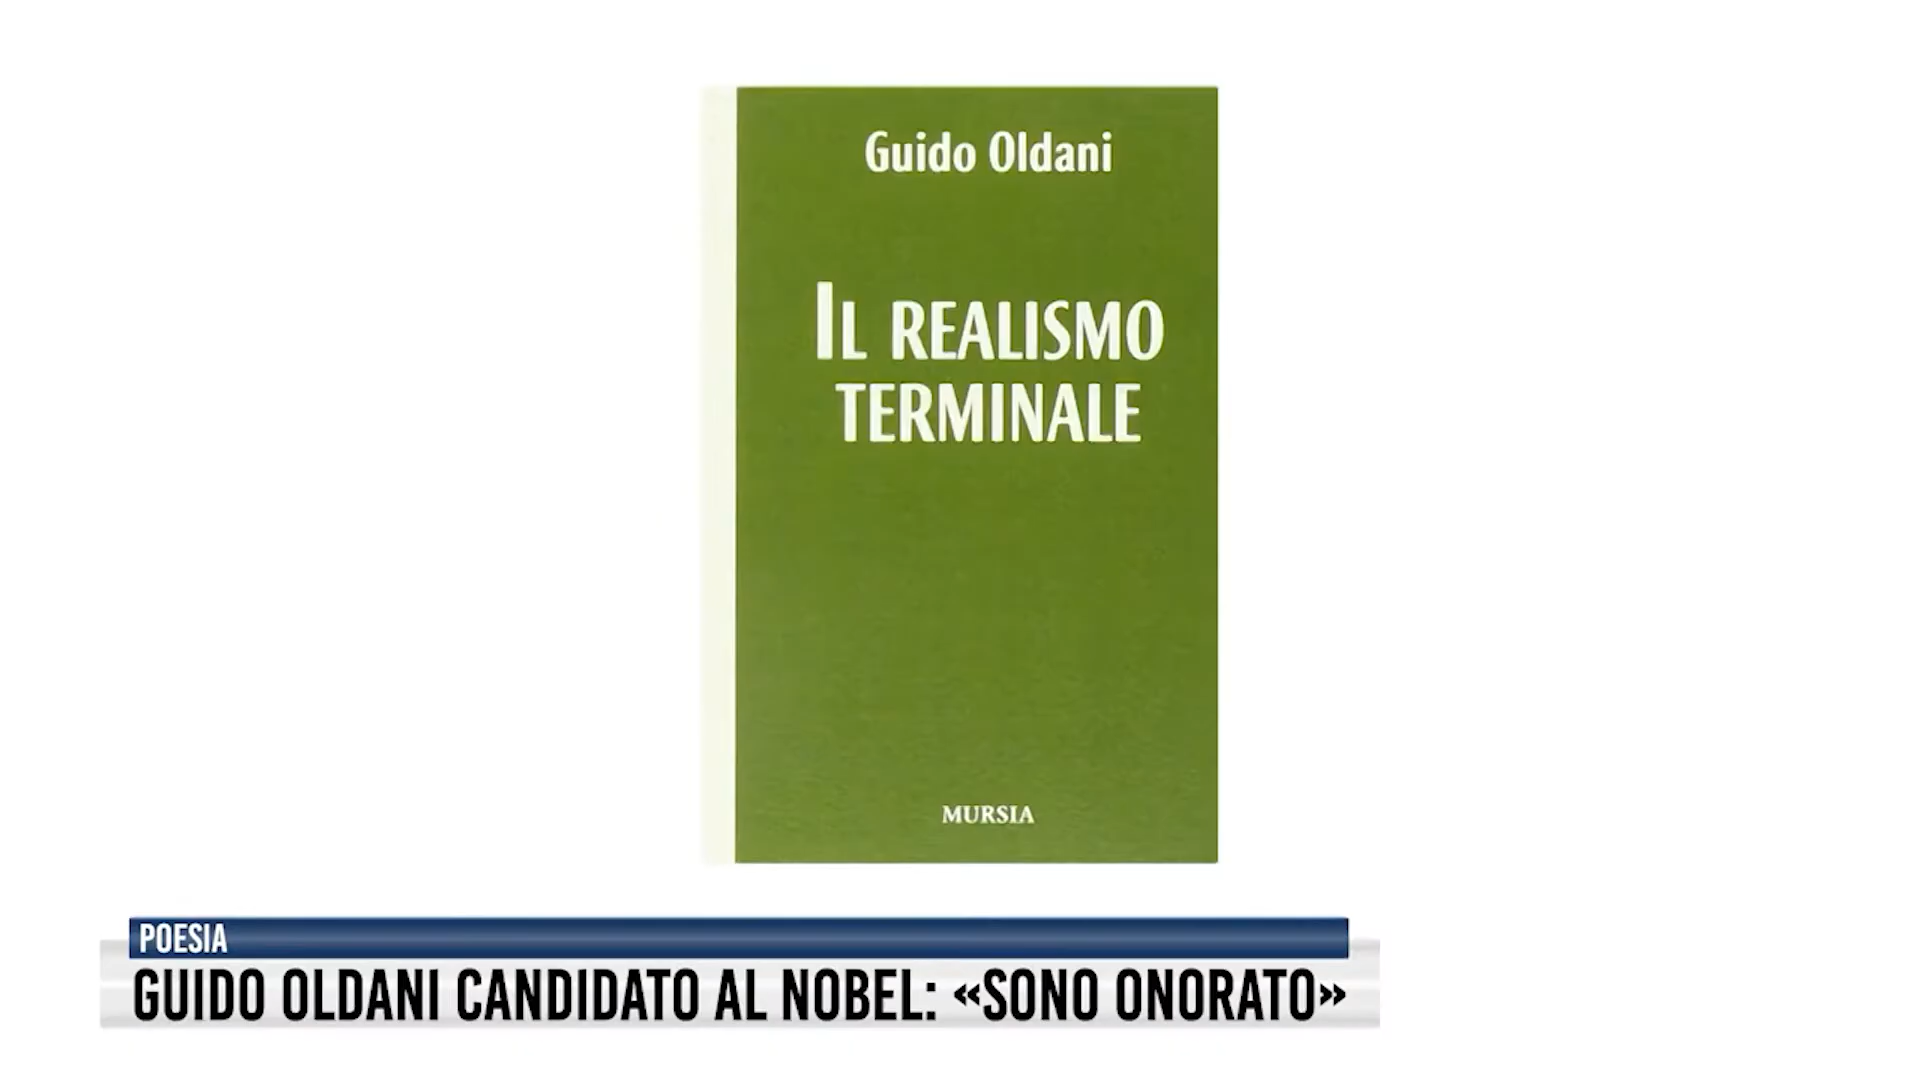 Guido Oldani
IL REALISMO
TERMINALE
MURSIA
POESIA
GUIDO OLDANI CANDIDATO AL NOBEL: «SONO ONORATO»